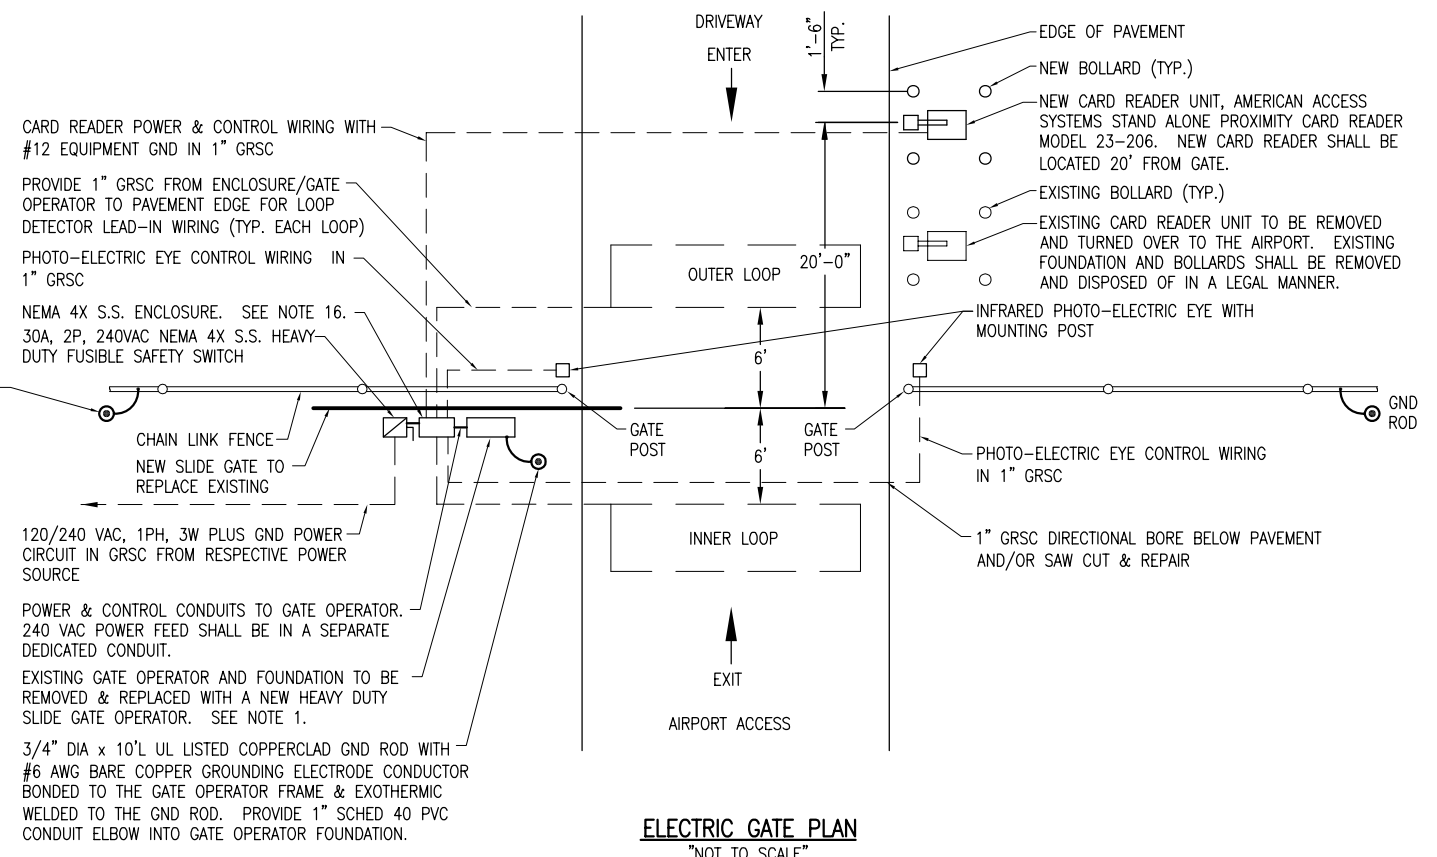 DRIVEWAY
ENTER
1'-6"
TYP.
EDGE OF PAVEMENT
NEW BOLLARD (TYP.)
NEW CARD READER UNIT, AMERICAN ACCESS
SYSTEMS STAND ALONE PROXIMITY CARD READER
MODEL 23-206. NEW CARD READER SHALL BE
LOCATED 20' FROM GATE.
EXISTING BOLLARD (TYP.)
EXISTING CARD READER UNIT TO BE REMOVED
AND TURNED OVER TO THE AIRPORT. EXISTING
FOUNDATION AND BOLLARDS SHALL BE REMOVED
AND DISPOSED OF IN A LEGAL MANNER.
INFRARED PHOTO-ELECTRIC EYE WITH
MOUNTING POST
CARD READER POWER & CONTROL WIRING WITH
#12 EQUIPMENT GND IN 1" GRSC
PROVIDE 1" GRSC FROM ENCLOSURE/GATE
OPERATOR TO PAVEMENT EDGE FOR LOOP
DETECTOR LEAD-IN WIRING (TYP. EACH LOOP)
PHOTO-ELECTRIC EYE CONTROL WIRING IN
1" GRSC
NEMA 4X S.S. ENCLOSURE. SEE NOTE 16.
30A, 2P, 240VAC NEMA 4X S.S. HEAVY
DUTY FUSIBLE SAFETY SWITCH
OUTER LOOP
20'-0"
6'
CHAIN LINK FENCE
NEW SLIDE GATE TO
REPLACE EXISTING
GATE
POST
GATE
POST
6'
GND
ROD
PHOTO-ELECTRIC EYE CONTROL WIRING
IN 1" GRSC
INNER LOOP
1" GRSC DIRECTIONAL BORE BELOW PAVEMENT
AND/OR SAW CUT & REPAIR
120/240 VAC, 1PH, 3W PLUS GND POWER
CIRCUIT IN GRSC FROM RESPECTIVE POWER
SOURCE
POWER & CONTROL CONDUITS TO GATE OPERATOR.
240 VAC POWER FEED SHALL BE IN A SEPARATE
DEDICATED CONDUIT.
EXISTING GATE OPERATOR AND FOUNDATION TO BE
REMOVED & REPLACED WITH A NEW HEAVY DUTY
SLIDE GATE OPERATOR. SEE NOTE 1.
3/4" DIA x 10'L UL LISTED COPPERCLAD GND ROD WITH
#6 AWG BARE COPPER GROUNDING ELECTRODE CONDUCTOR
BONDED TO THE GATE OPERATOR FRAME & EXOTHERMIC
WELDED TO THE GND ROD. PROVIDE 1" SCHED 40 PVC
CONDUIT ELBOW INTO GATE OPERATOR FOUNDATION.
EXIT
AIRPORT ACCESS
ELECTRIC GATE PLAN
"NOT TO SCALE"